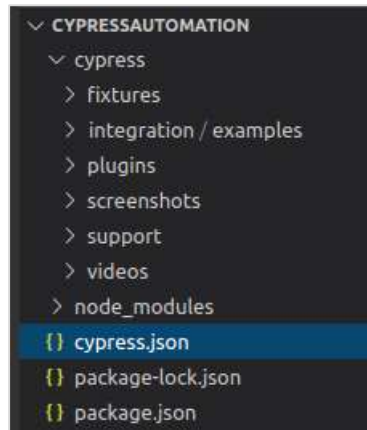 CYPRESSAUTOMATION
cypress
fixtures
integration / examples
plugins
screenshots
support
videos
node_modules
{} cypress.json
{} package-lock.json
{} package.json